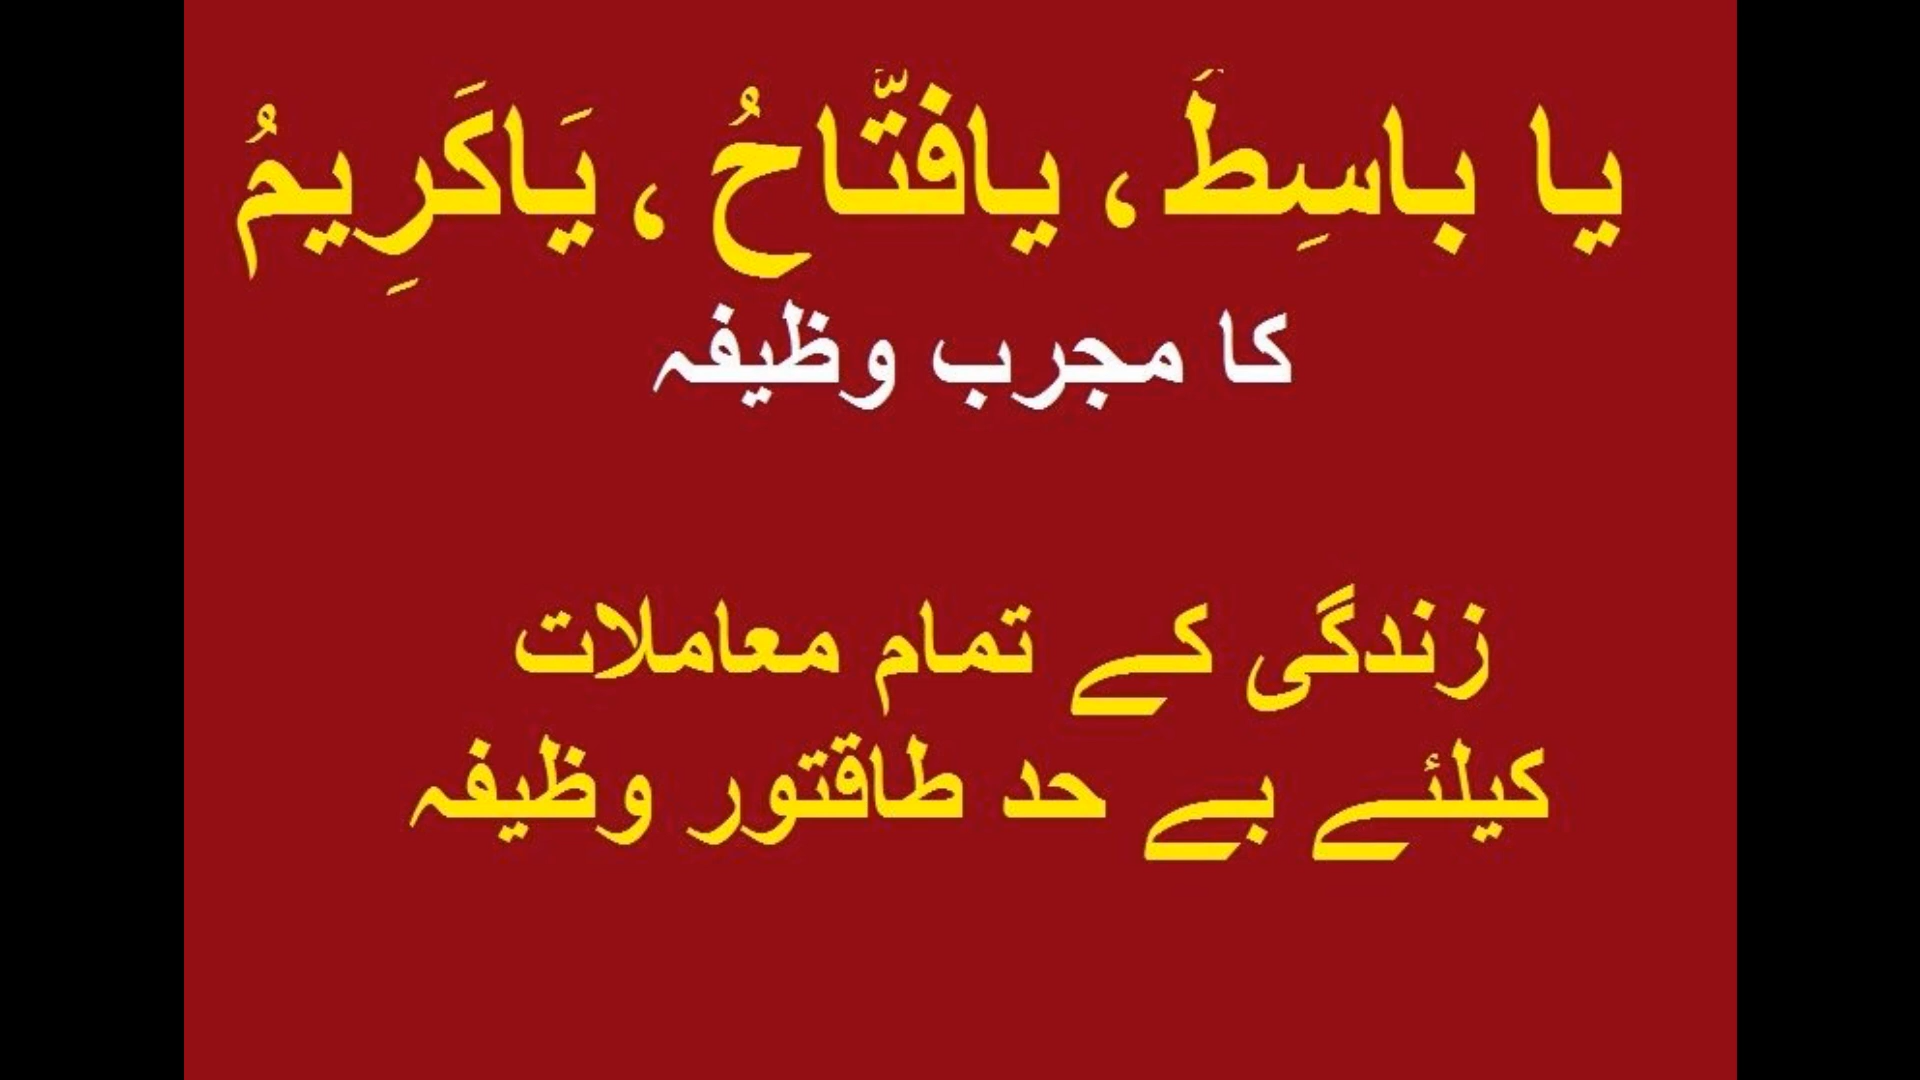 یا باسِطَ، یافتَّاحُ ،یَاکَرِیمُ
کا مجرب وظیفہ
زندگی کے تمام معاملات
کیلئے بے حد طاقتور وظیفہ